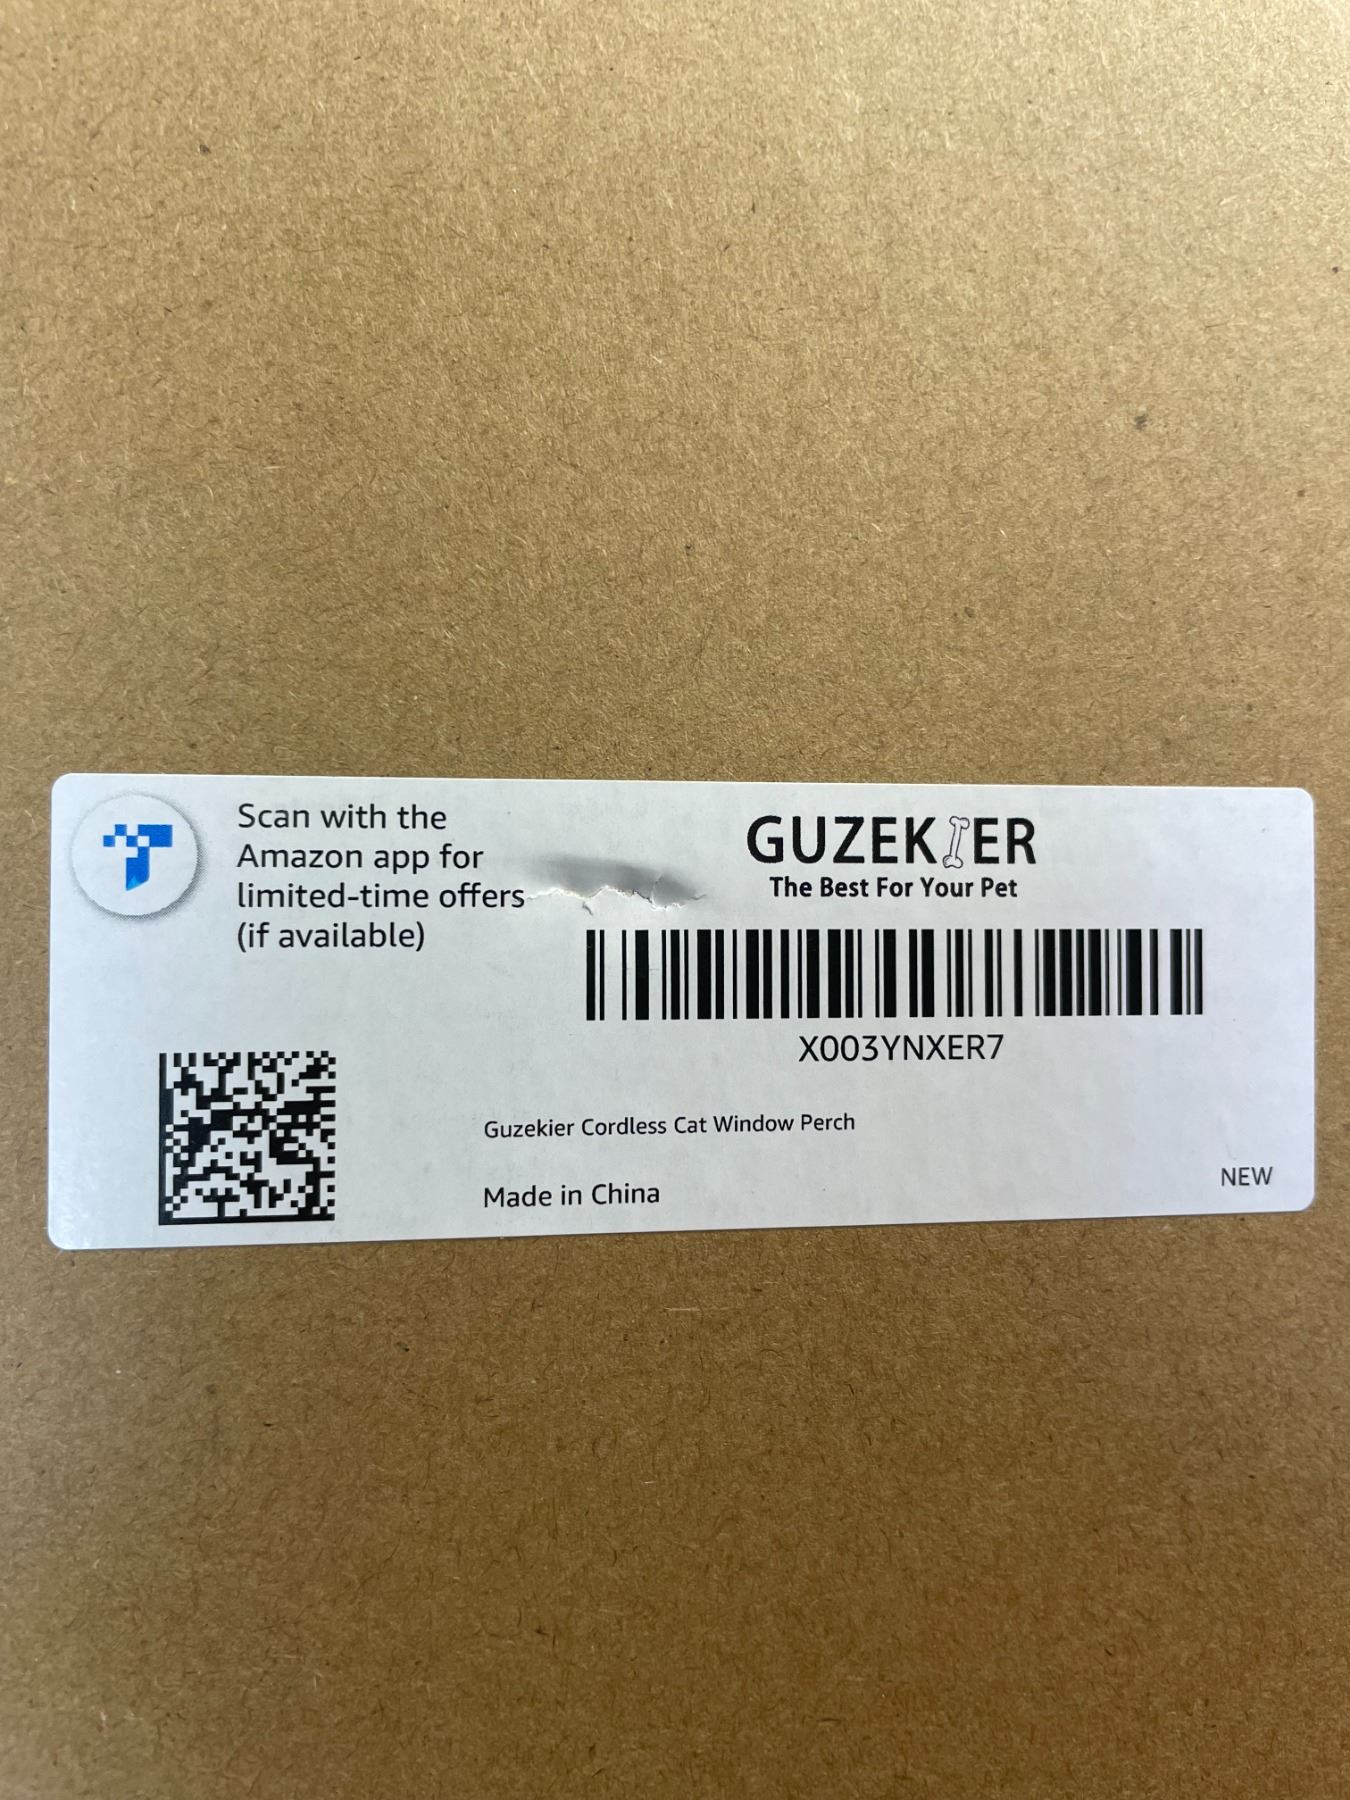 Scan with the
Amazon app for
limited-time offers
(if available)
GUZEKIER
The Best For Your Pet
X003YNXER7
Guzekier Cordless Cat Window Perch
Made in China
NEW